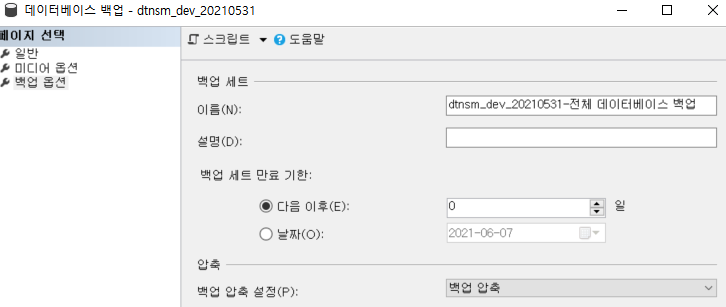 데이터베이스 백업 - dtnsm_dev_20210531
페이지 선택
일반
미디어 옵션
백업 옵션
스크립트 도움말
백업 세트
이름(N): dtnsm_dev_20210531-전체 데이터베이스 백업
설명(D):
백업 세트 만료 기한:
다음 이후(E): 0 일
날짜(O): 2021-06-07
압축
백업 압축 설정(P): 백업 압축